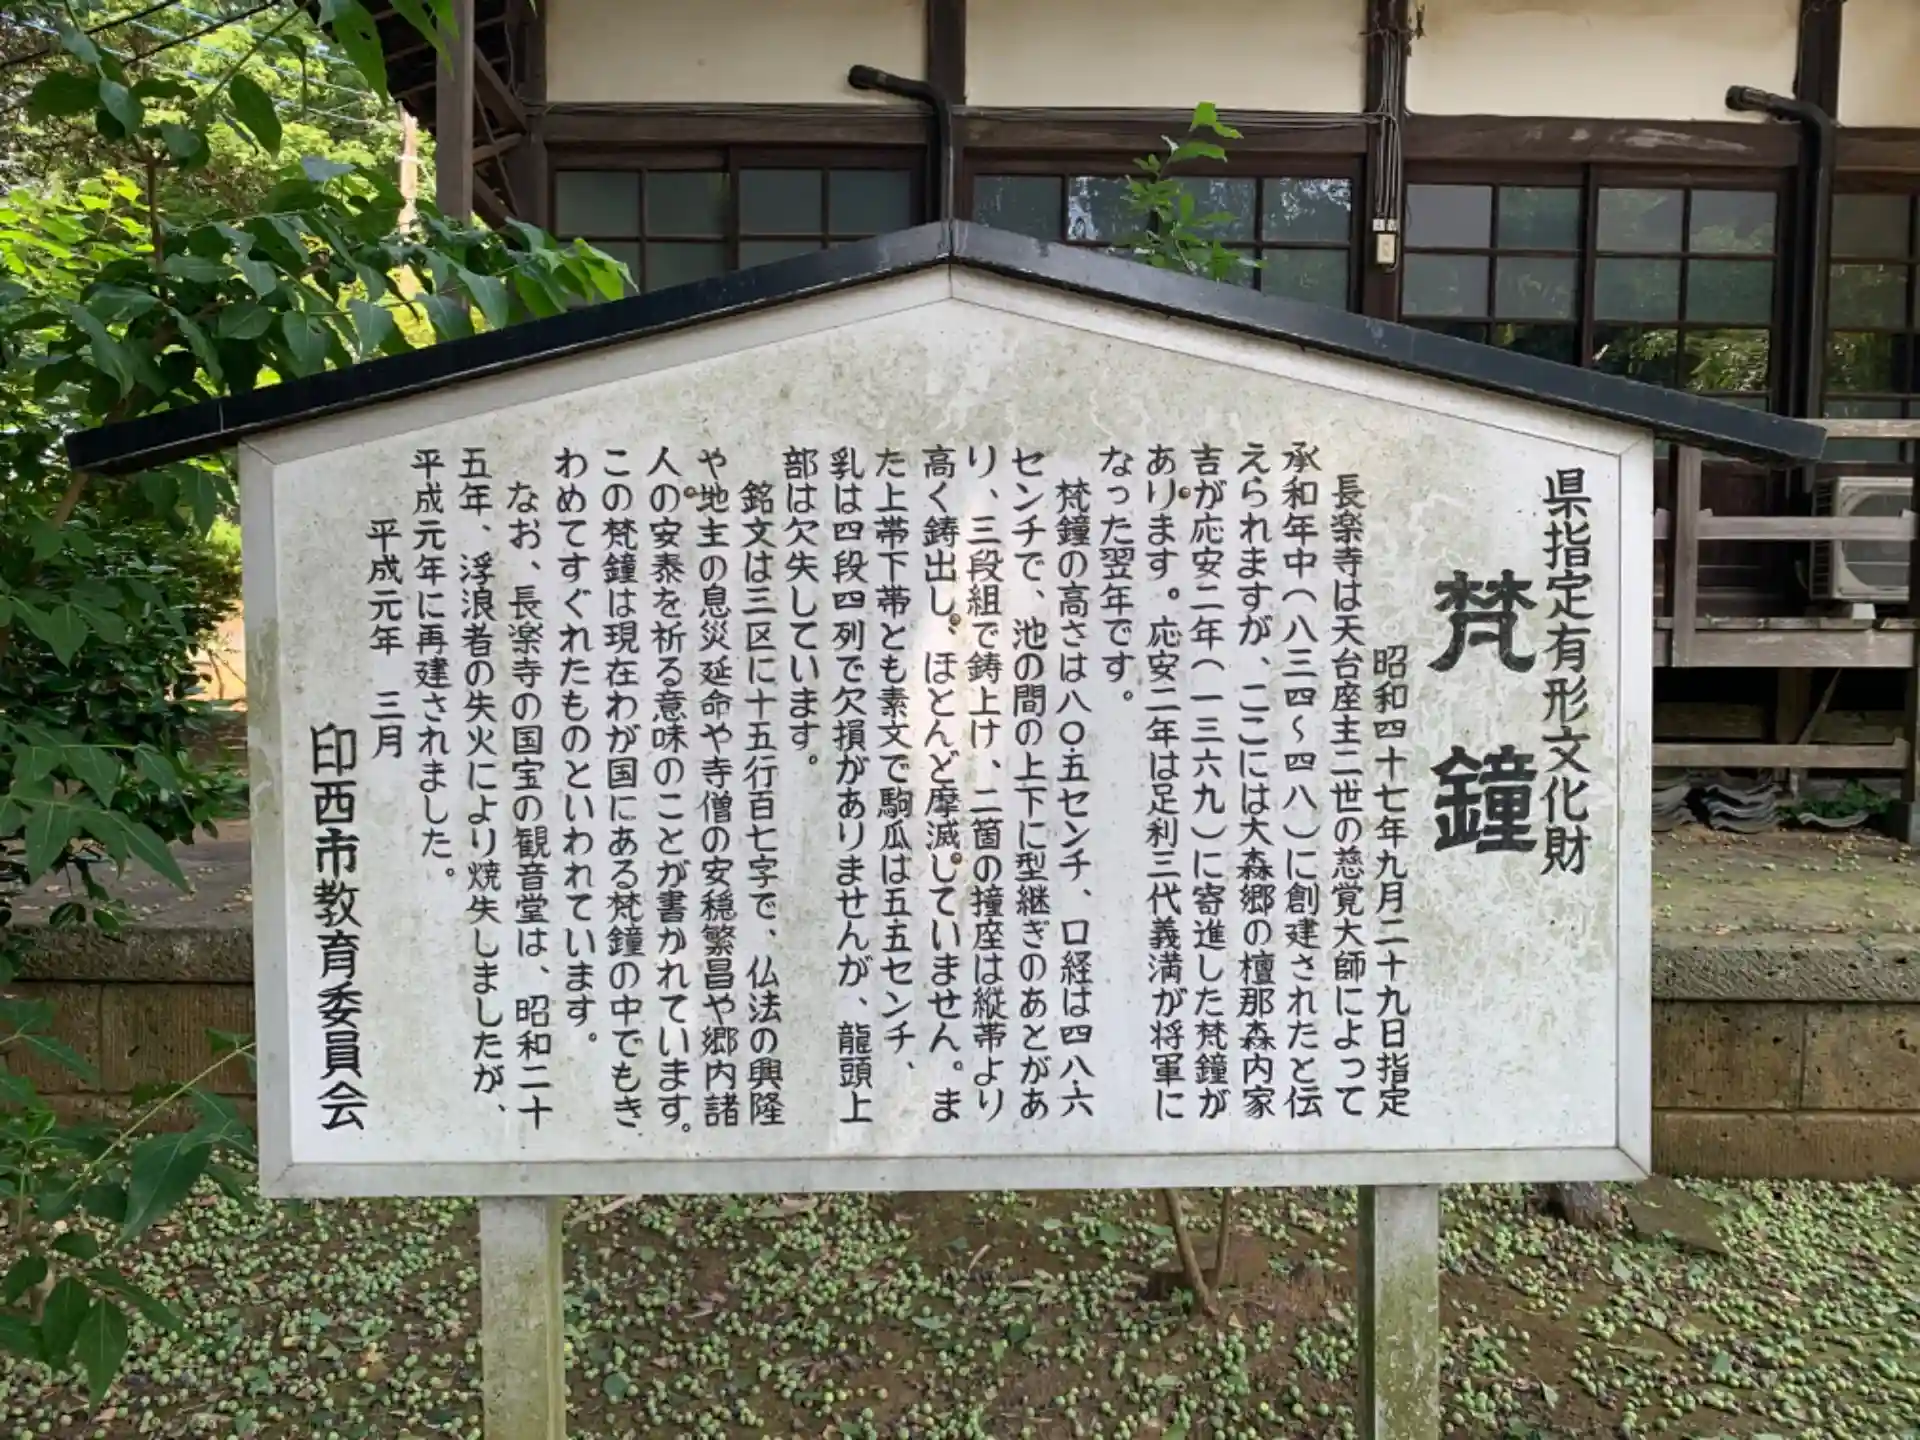 県指定有形文化財
梵鐘
昭和四十七年九月二十九日指定
長楽寺は天台座主二世の慈覚大師によって
承和年中（八三四～四八）に創建されたと伝
えられますが、ここには大森郷の檀那森内家
吉が応安二年（一三六九）に寄進した梵鐘が
あります。応安二年は足利三代義満が将軍に
なった翌年です。
梵鐘の高さは八〇・五センチ、口経は四八・六
センチで、池の間の上下に型継ぎのあとがあ
り、三段組で鋳上け、二箇の撞座は縦帯より
高く鋳出し、ほとんど摩滅していません。ま
た上帯下帯とも素文で駒瓜は五・五センチ、
乳は四段四列で欠損がありませんが、龍頭上
部は欠失しています。
銘文は三区に十五行百七字で、仏法の興隆
や地主の息災延命や寺僧の安穏繁昌や郷内諸
人の安泰を祈る意味のことが書かれています。
この梵鐘は現在わが国にある梵鐘の中でもき
わめてすぐれたものといわれています。
なお、長楽寺の国宝の観音堂は、昭和二十
五年、浮浪者の失火により焼失しましたが、
平成元年に再建されました。
平成元年　三月
印西市教育委員会